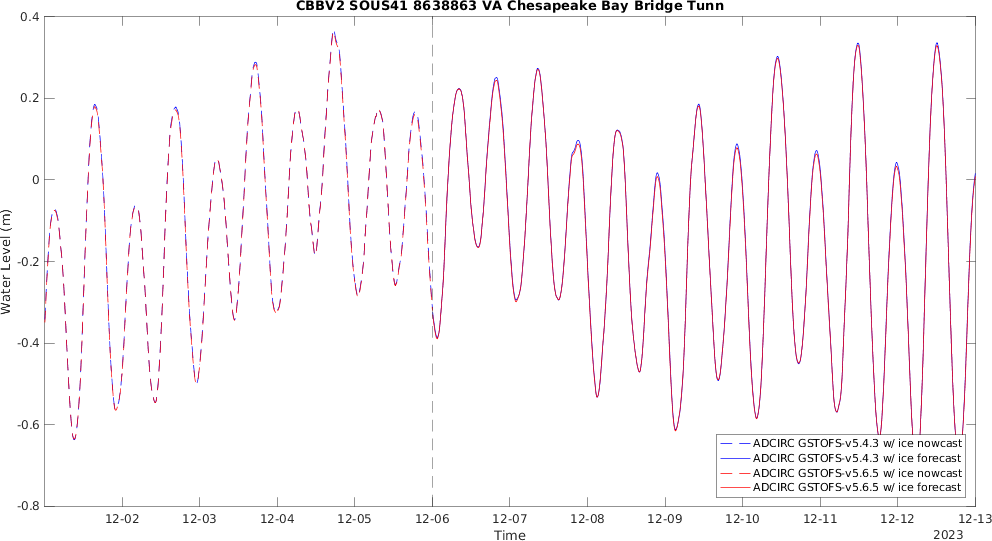 CBBV2 SOUS41 8638863 VA Chesapeake Bay Bridge Tunn
0.4
0.2
0
-0.2
-0.4
-0.6
-0.8
Water Level (m)
ADCIRC GSTOFS-v5.4.3 w/ ice nowcast
ADCIRC GSTOFS-v5.4.3 w/ ice forecast
ADCIRC GSTOFS-v5.6.5 w/ ice nowcast
ADCIRC GSTOFS-v5.6.5 w/ ice forecast
12-02 12-03 12-04 12-05 12-06 12-07 12-08 12-09 12-10 12-11 12-12 12-13
Time
2023